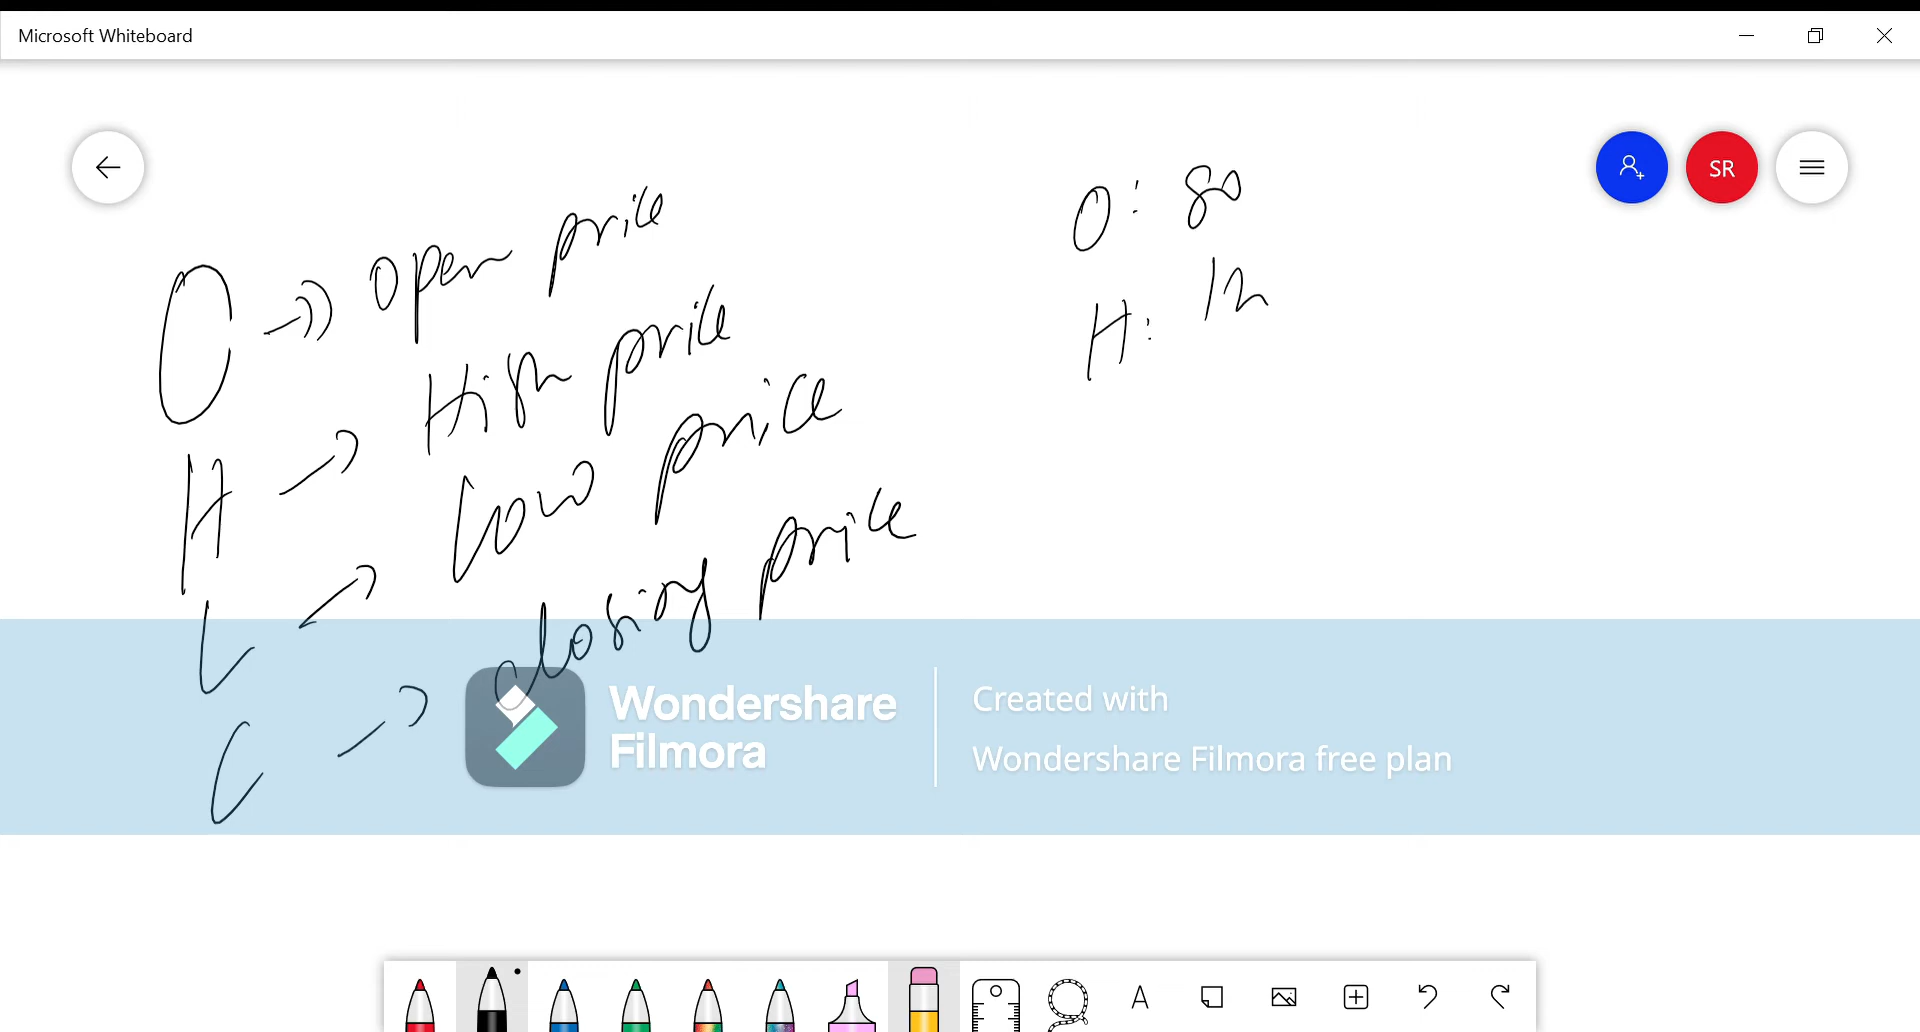 Microsoft Whiteboard
SR
O → Open price
H → High price
L → Low price
C → closing price
O: 80
H:
Wondershare
Filmora
Created with
Wondershare Filmora free plan